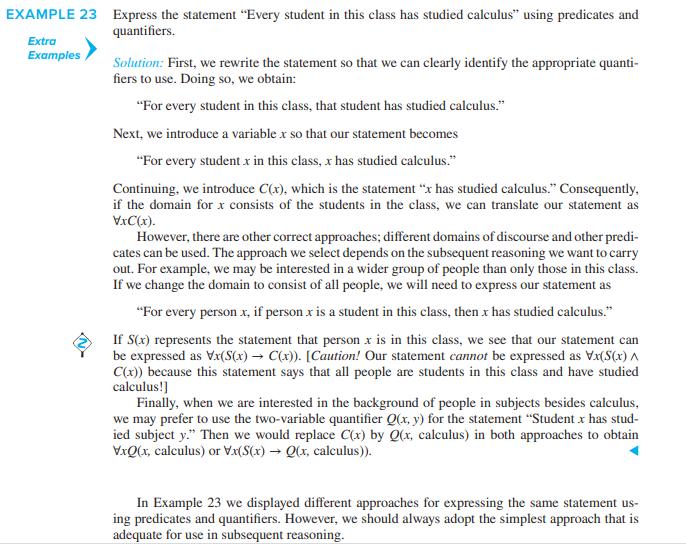 EXAMPLE 23 Express the statement “Every student in this class has studied calculus” using predicates and
quantifiers.
Extra
Examples
Solution: First, we rewrite the statement so that we can clearly identify the appropriate quanti-
fiers to use. Doing so, we obtain:
“For every student in this class, that student has studied calculus.”
Next, we introduce a variable x so that our statement becomes
“For every student x in this class, x has studied calculus.”
Continuing, we introduce C(x), which is the statement “x has studied calculus.” Consequently,
if the domain for x consists of the students in the class, we can translate our statement as
∀xC(x).
However, there are other correct approaches; different domains of discourse and other predi-
cates can be used. The approach we select depends on the subsequent reasoning we want to carry
out. For example, we may be interested in a wider group of people than only those in this class.
If we change the domain to consist of all people, we will need to express our statement as
“For every person x, if person x is a student in this class, then x has studied calculus.”
If S(x) represents the statement that person x is in this class, we see that our statement can
be expressed as ∀x(S(x) → C(x)). [Caution! Our statement cannot be expressed as ∀x(S(x) ∧
C(x)) because this statement says that all people are students in this class and have studied
calculus!]
Finally, when we are interested in the background of people in subjects besides calculus,
we may prefer to use the two-variable quantifier Q(x, y) for the statement “Student x has stud-
ied subject y.” Then we would replace C(x) by Q(x, calculus) in both approaches to obtain
∀xQ(x, calculus) or ∀x(S(x) → Q(x, calculus)).
In Example 23 we displayed different approaches for expressing the same statement us-
ing predicates and quantifiers. However, we should always adopt the simplest approach that is
adequate for use in subsequent reasoning.